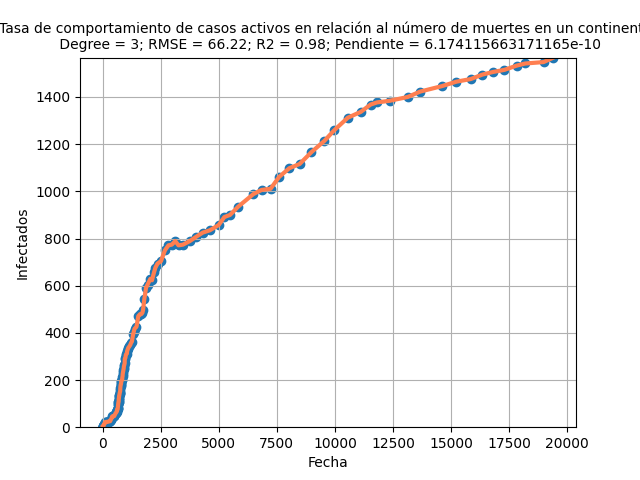 Tasa de comportamiento de casos activos en relación al número de muertes en un continent
Degree = 3; RMSE = 66.22; R2 = 0.98; Pendiente = 6.174115663171165e-10
1400
1200
1000
800
600
400
200
0
Infectados
0 2500 5000 7500 10000 12500 15000 17500 20000
Fecha